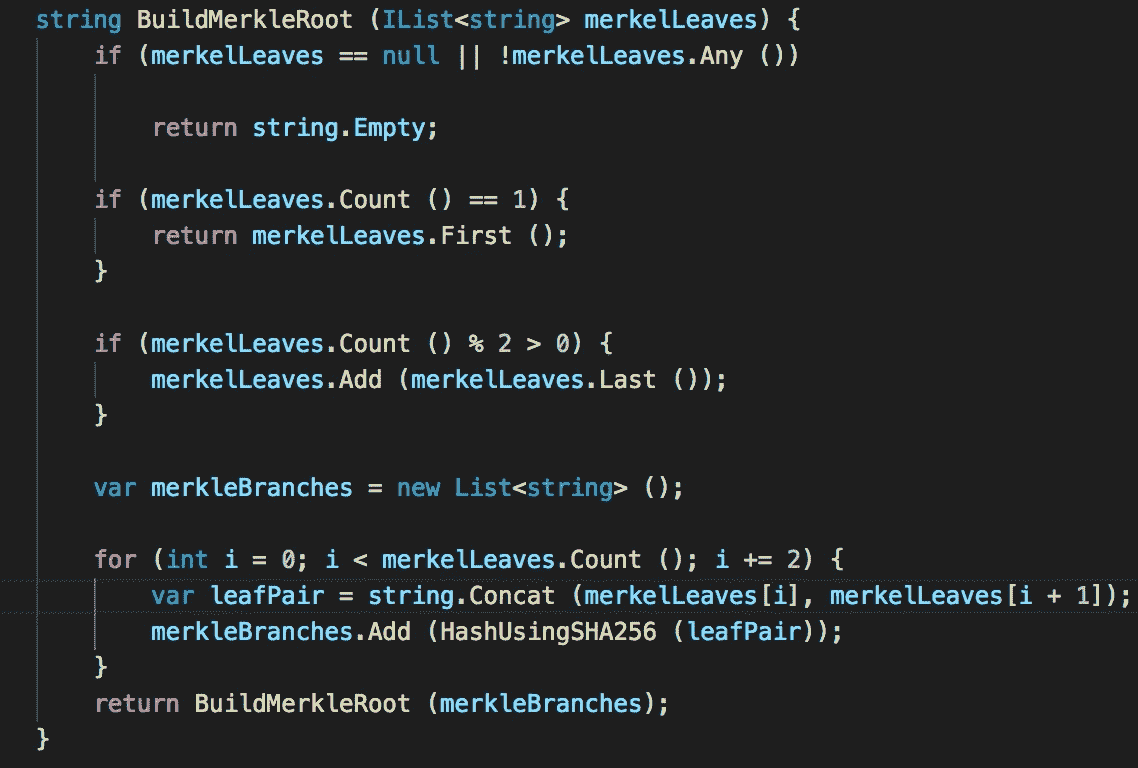 string BuildMerkleRoot (IList<string> merkelLeaves) {
if (merkelLeaves == null || !merkelLeaves.Any ())
return string.Empty;
if (merkelLeaves.Count () == 1) {
return merkelLeaves.First ();
}
if (merkelLeaves.Count () % 2 > 0) {
merkelLeaves.Add (merkelLeaves.Last ());
}
var merkleBranches = new List<string> ();
for (int i = 0; i < merkelLeaves.Count (); i += 2) {
var leafPair = string.Concat (merkelLeaves[i], merkelLeaves[i + 1]);
merkleBranches.Add (HashUsingSHA256 (leafPair));
}
return BuildMerkleRoot (merkleBranches);
}